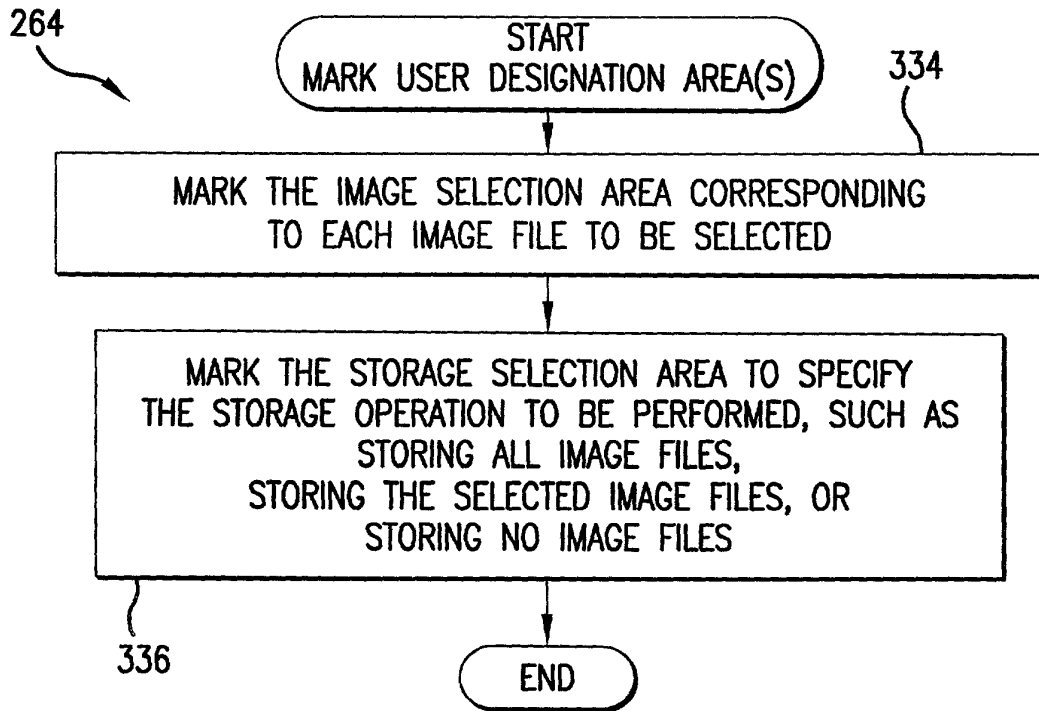 264
START
MARK USER DESIGNATION AREA(S)
334
MARK THE IMAGE SELECTION AREA CORRESPONDING
TO EACH IMAGE FILE TO BE SELECTED
MARK THE STORAGE SELECTION AREA TO SPECIFY
THE STORAGE OPERATION TO BE PERFORMED, SUCH AS
STORING ALL IMAGE FILES,
STORING THE SELECTED IMAGE FILES, OR
STORING NO IMAGE FILES
336
END